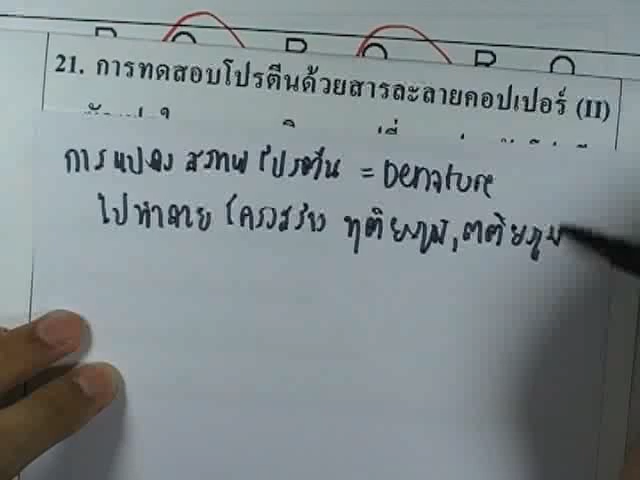 21. การทดสอบโปรตีนด้วยสารละลายคอปเปอร์ (II)
การแปลงสภาพโปรตีน = Denature
ไปทำลายโครงสร้าง ทุติยภูมิ, ตติยภูมิ